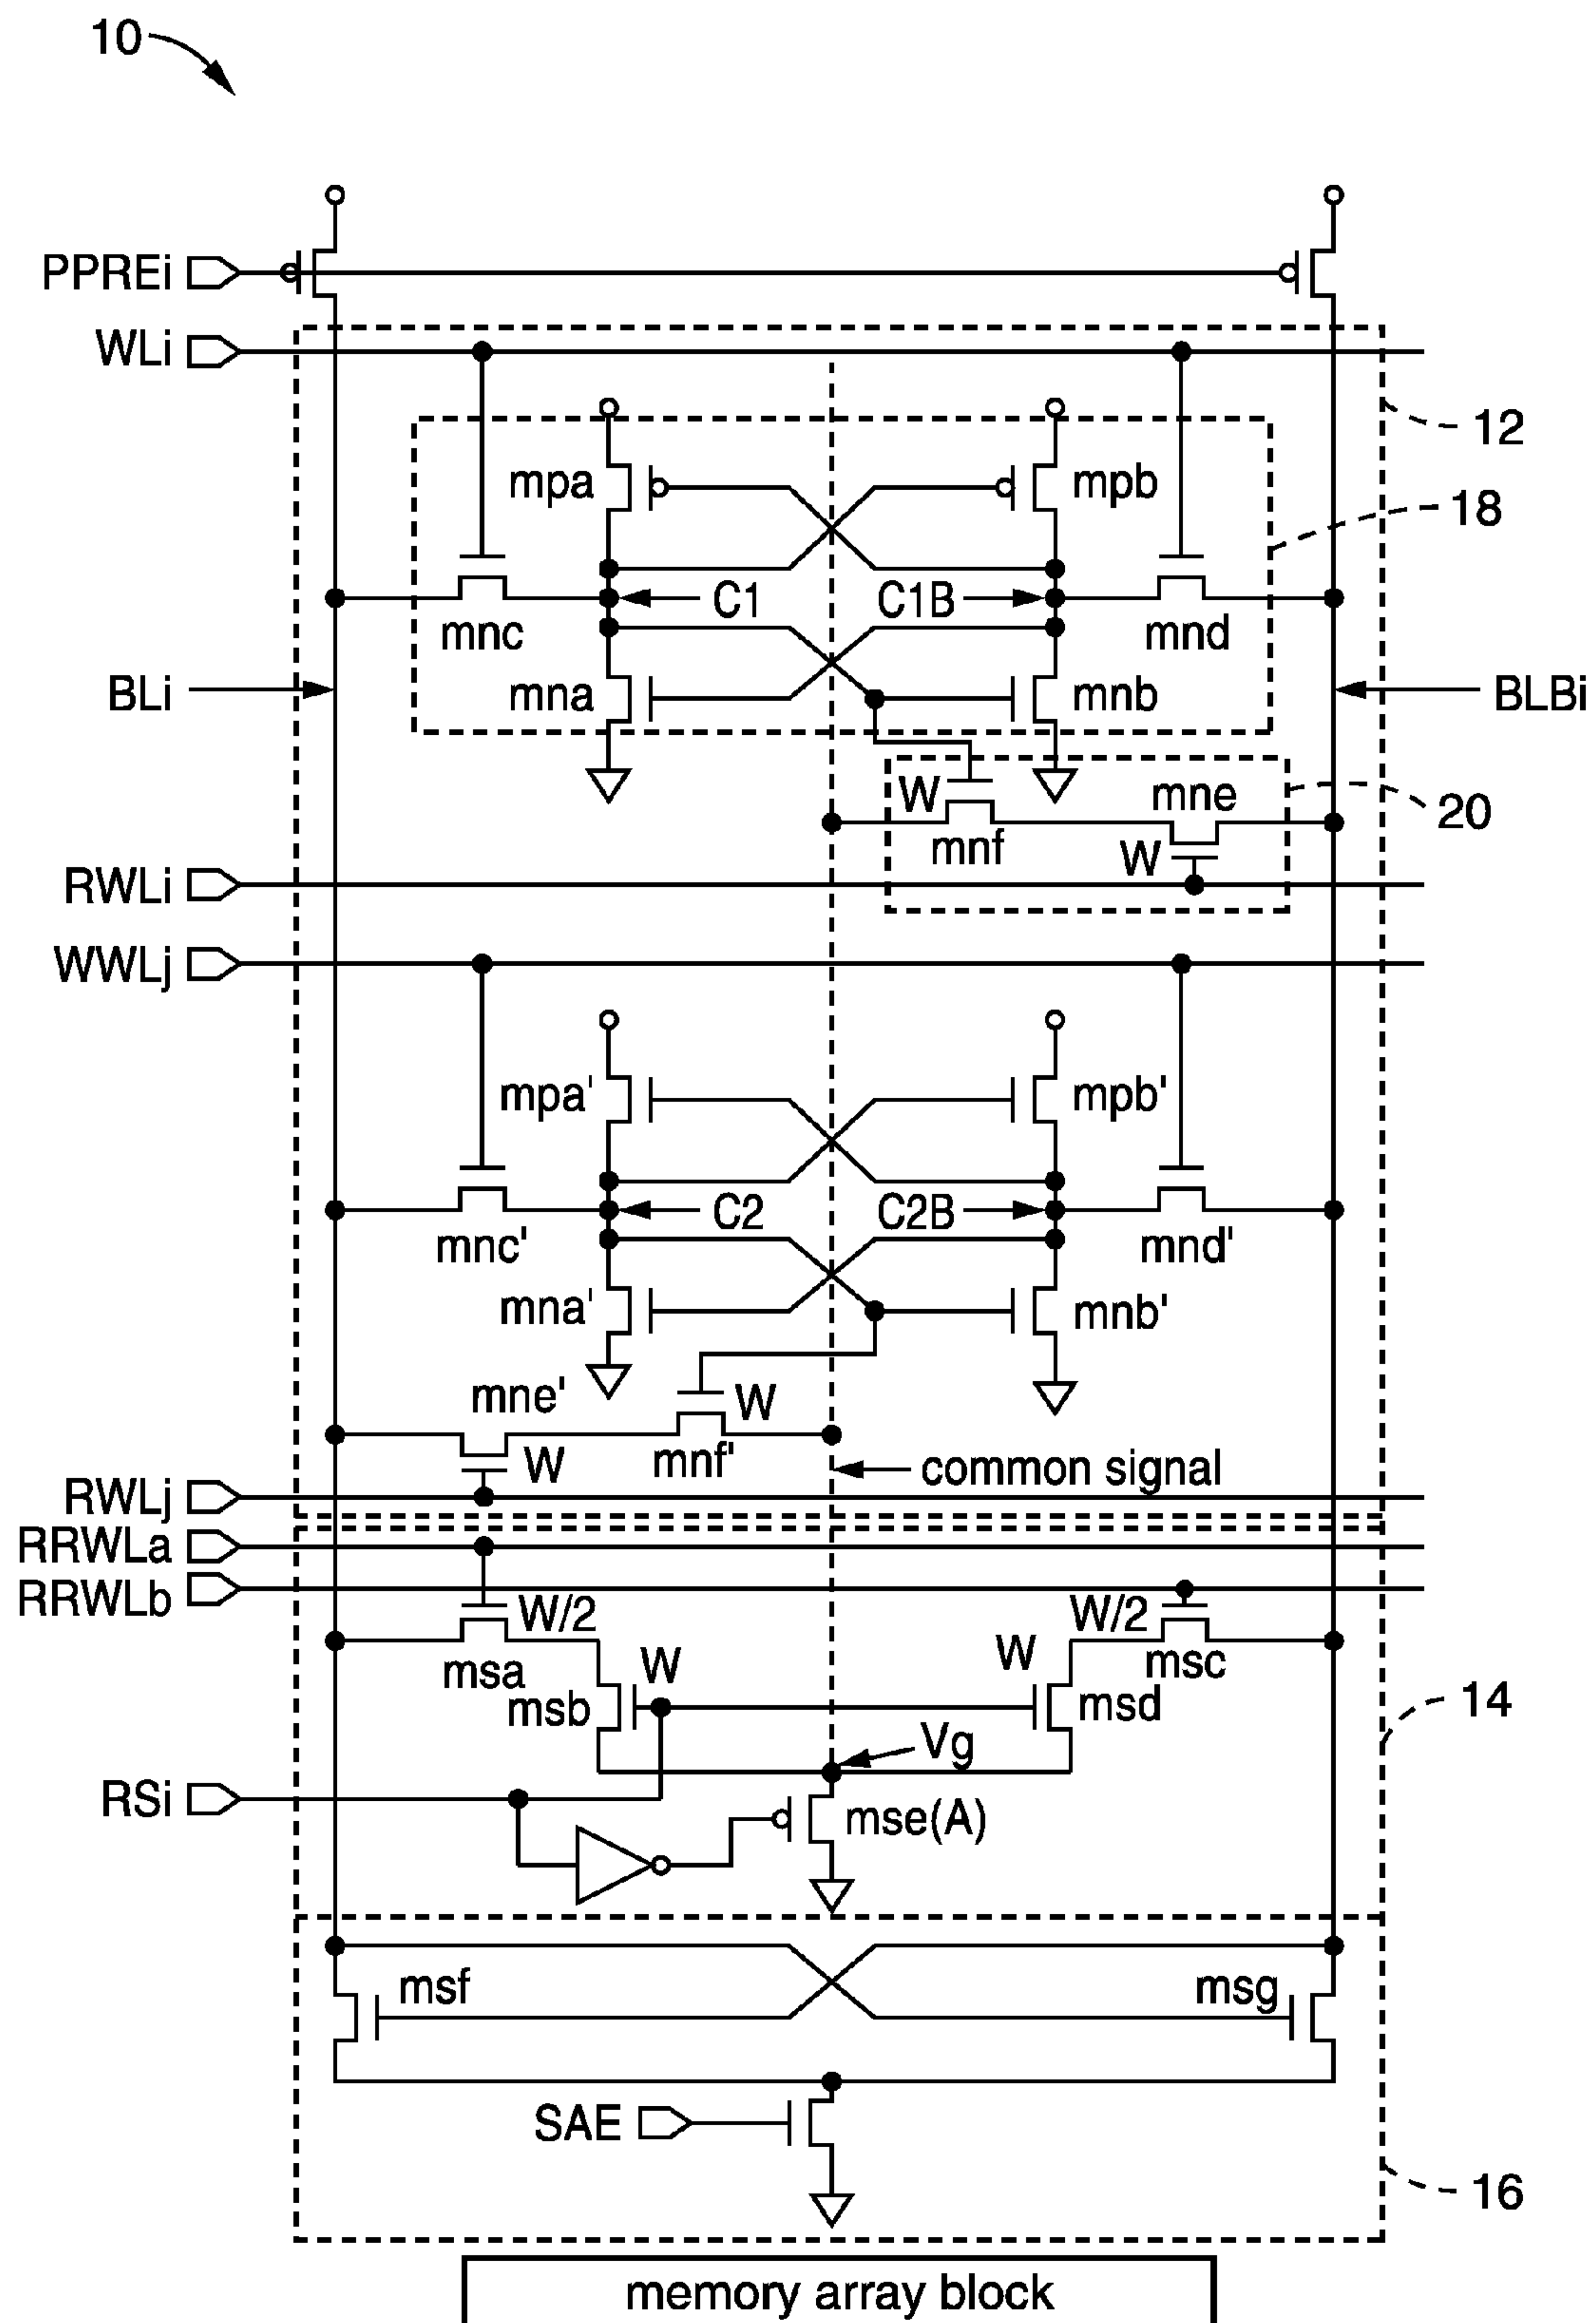 10
PPREi
WLi
12
mpa
mpb
18
C1
C1B
mnc
mnd
BLi
mna
mnb
BLBi
W
mne
20
mnf
W
RWLi
WWLj
mpa'
mpb'
C2
C2B
mnc'
mnd'
mna'
mnb'
mne'
W
W
mnf'
common signal
RWLj
RRWLa
RRWLb
W/2
W/2
msa
W
W
msc
msb
msd
14
Vg
RSi
mse(A)
msf
msg
SAE
16
memory array block